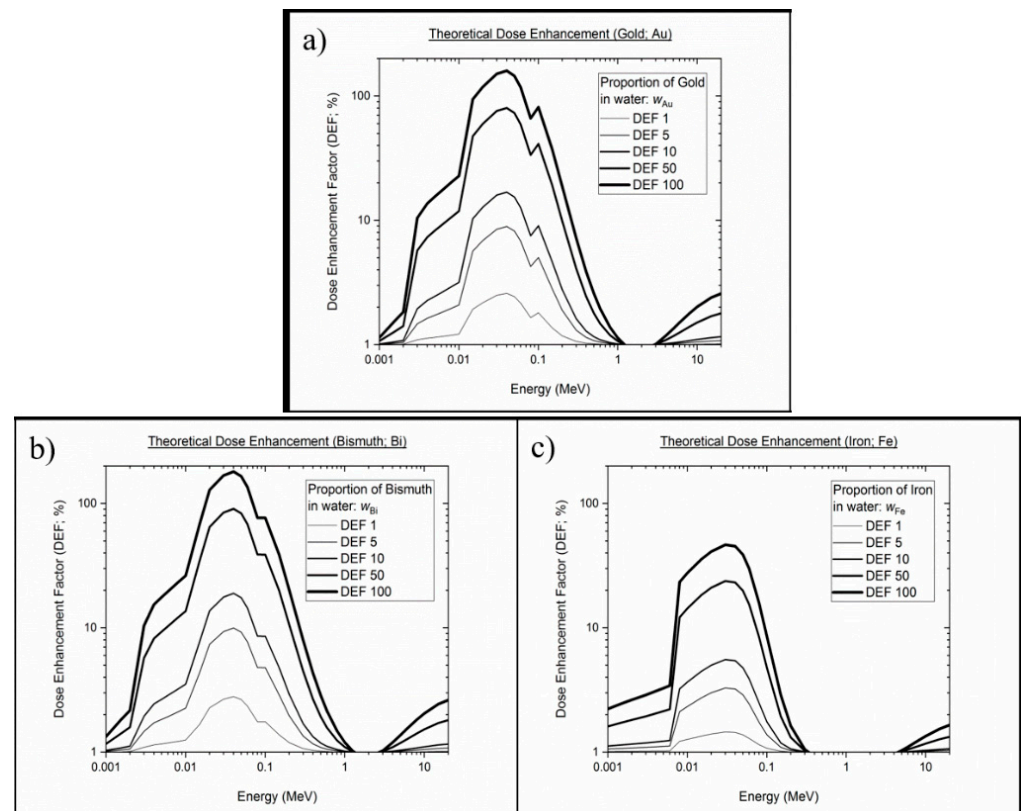 a)
Theoretical Dose Enhancement (Gold; Au)
Dose Enhancement Factor (DEF; %)
100
10
1
Proportion of Gold
in water: wAu
DEF 1
DEF 5
DEF 10
DEF 50
DEF 100
0.001
0.01
0.1
1
10
Energy (MeV)
b)
Theoretical Dose Enhancement (Bismuth; Bi)
Dose Enhancement Factor (DEF; %)
100
10
1
Proportion of Bismuth
in water: wBi
DEF 1
DEF 5
DEF 10
DEF 50
DEF 100
0.001
0.01
0.1
1
10
Energy (MeV)
c)
Theoretical Dose Enhancement (Iron; Fe)
Dose Enhancement Factor (DEF; %)
100
10
1
Proportion of Iron
in water: wFe
DEF 1
DEF 5
DEF 10
DEF 50
DEF 100
0.001
0.01
0.1
1
10
Energy (MeV)